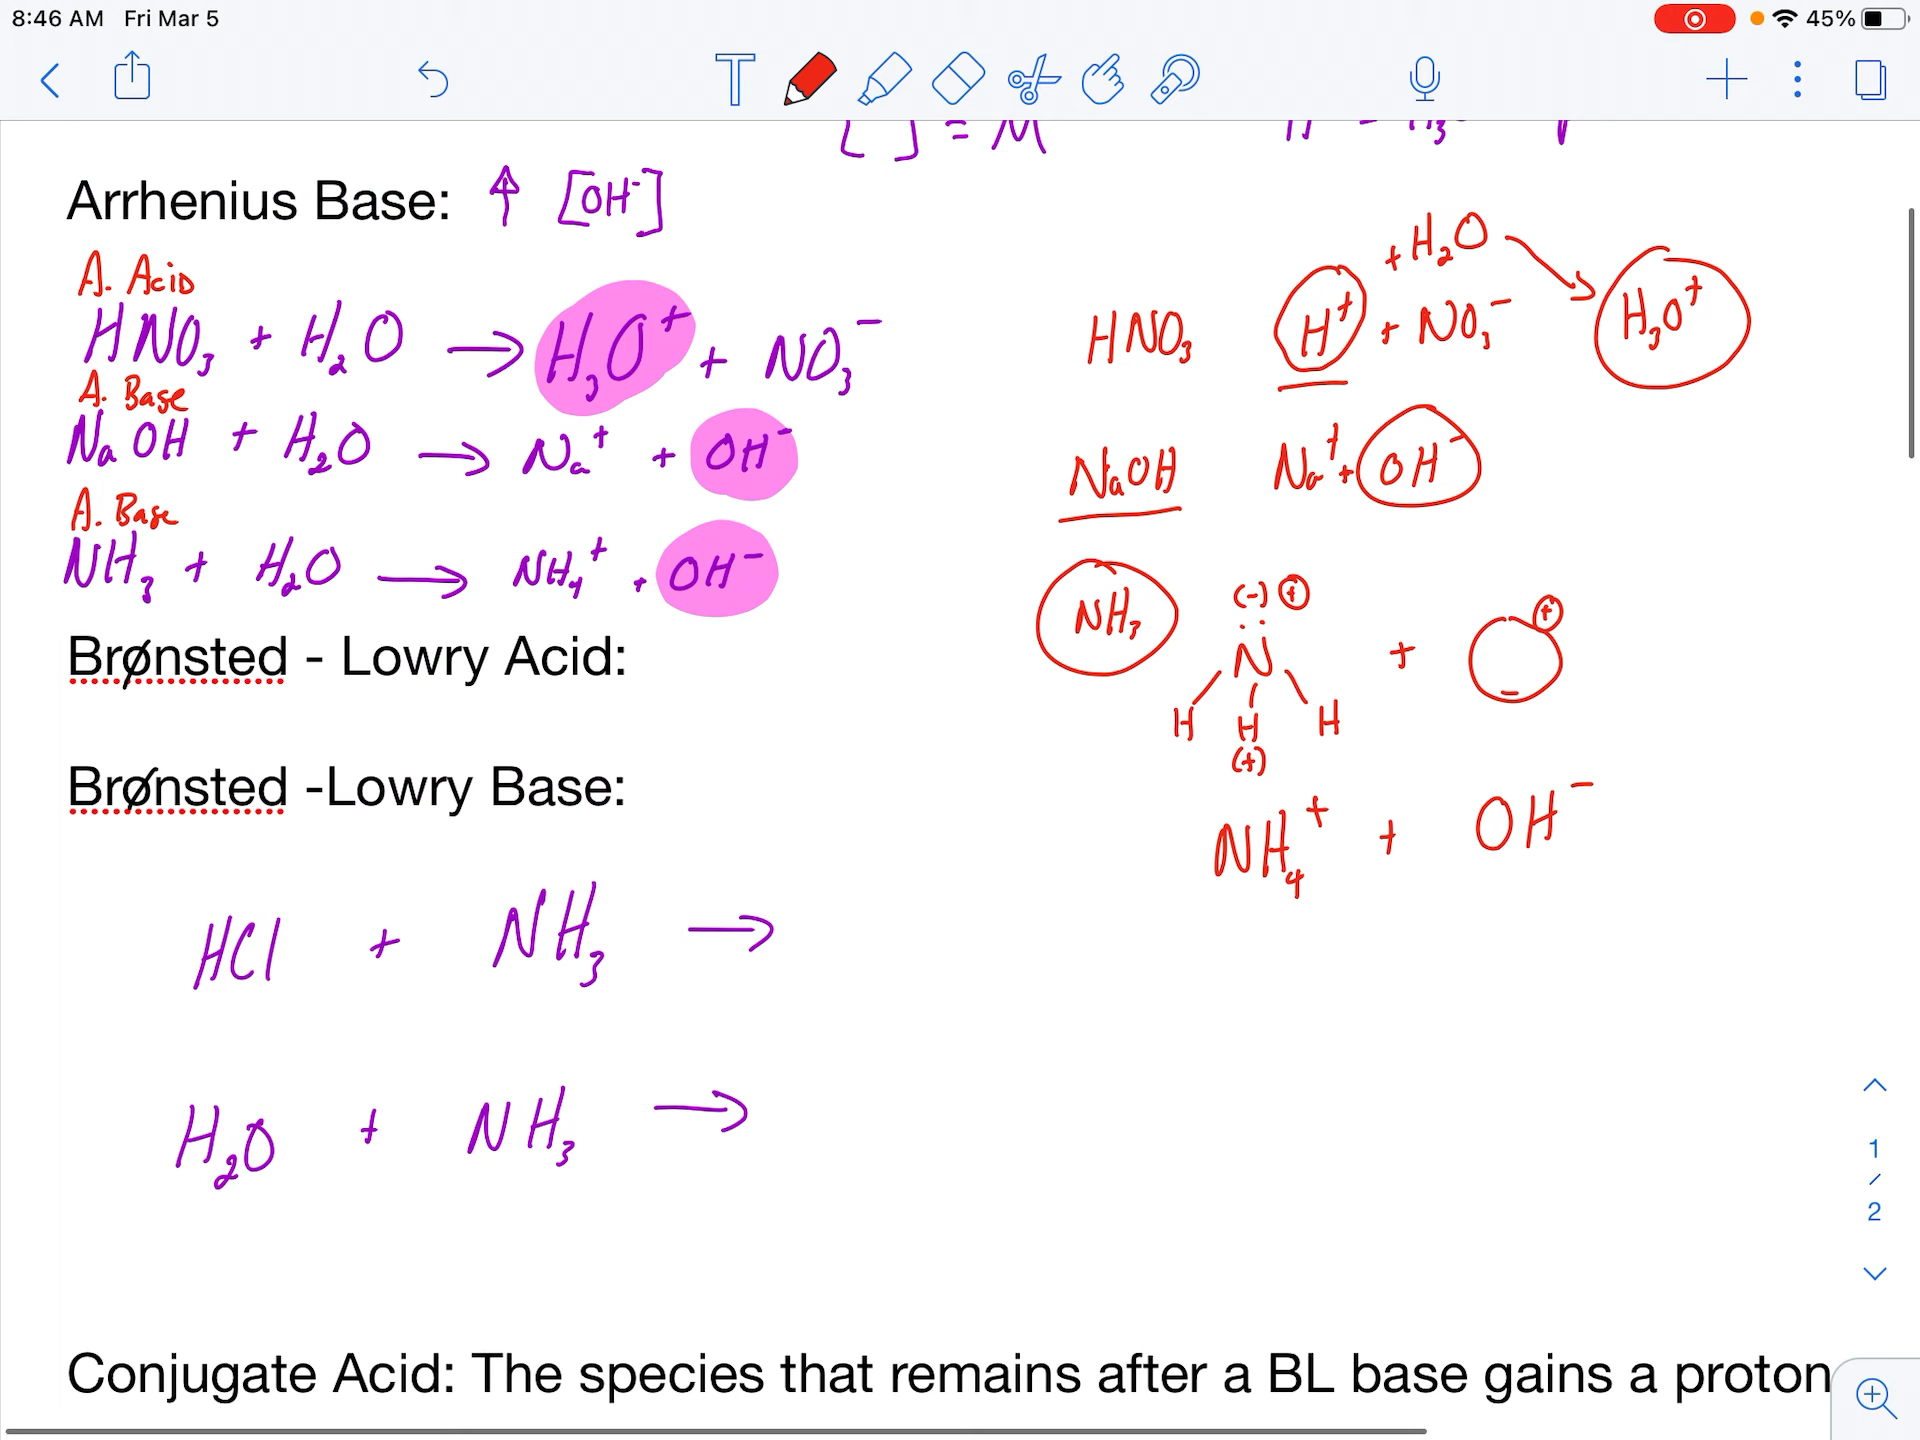 8:46 AM Fri Mar 5 45%
T
[ ] = M
Arrhenius Base: ↑ [OH⁻]
A. Acid
HNO₃ + H₂O → H₃O⁺ + NO₃⁻
A. Base
NaOH + H₂O → Na⁺ + OH⁻
A. Base
NH₃ + H₂O → NH₄⁺ + OH⁻
+ H₂O
HNO₃ H⁺ + NO₃⁻ H₃O⁺
NaOH Na⁺ + OH⁻
(-) +
NH₃ N + + 
H H H
(+)
NH₄⁺ + OH⁻
Brønsted - Lowry Acid:
Brønsted -Lowry Base:
HCl + NH₃ →
H₂O + NH₃ →
1
/
2
Conjugate Acid: The species that remains after a BL base gains a proton